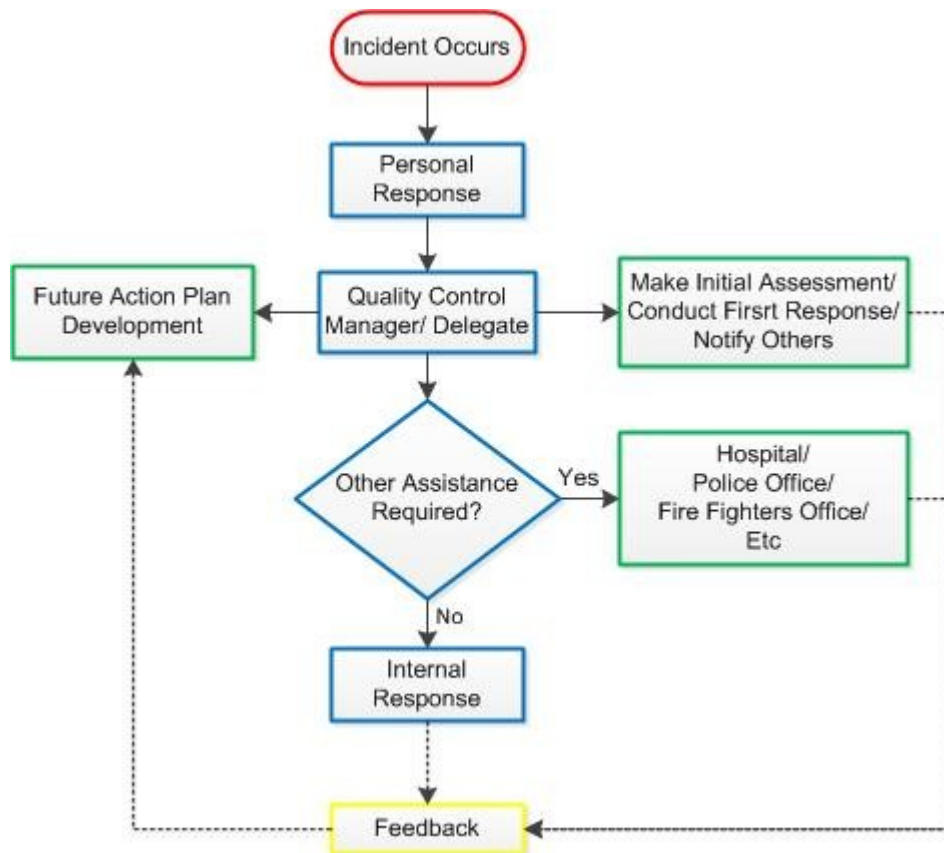 Incident Occurs
Personal
Response
Future Action Plan
Development
Quality Control
Manager/ Delegate
Make Initial Assessment/
Conduct Firsrt Response/
Notify Others
Other Assistance
Required?
Yes
Hospital/
Police Office/
Fire Fighters Office/
Etc
No
Internal
Response
Feedback